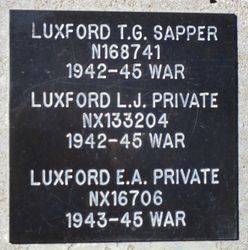 LUXFORD T.G. SAPPER
N168741
1942-45 WAR
LUXFORD L.J. PRIVATE
NX133204
1942-45 WAR
LUXFORD E.A. PRIVATE
NX16706
1943-45 WAR